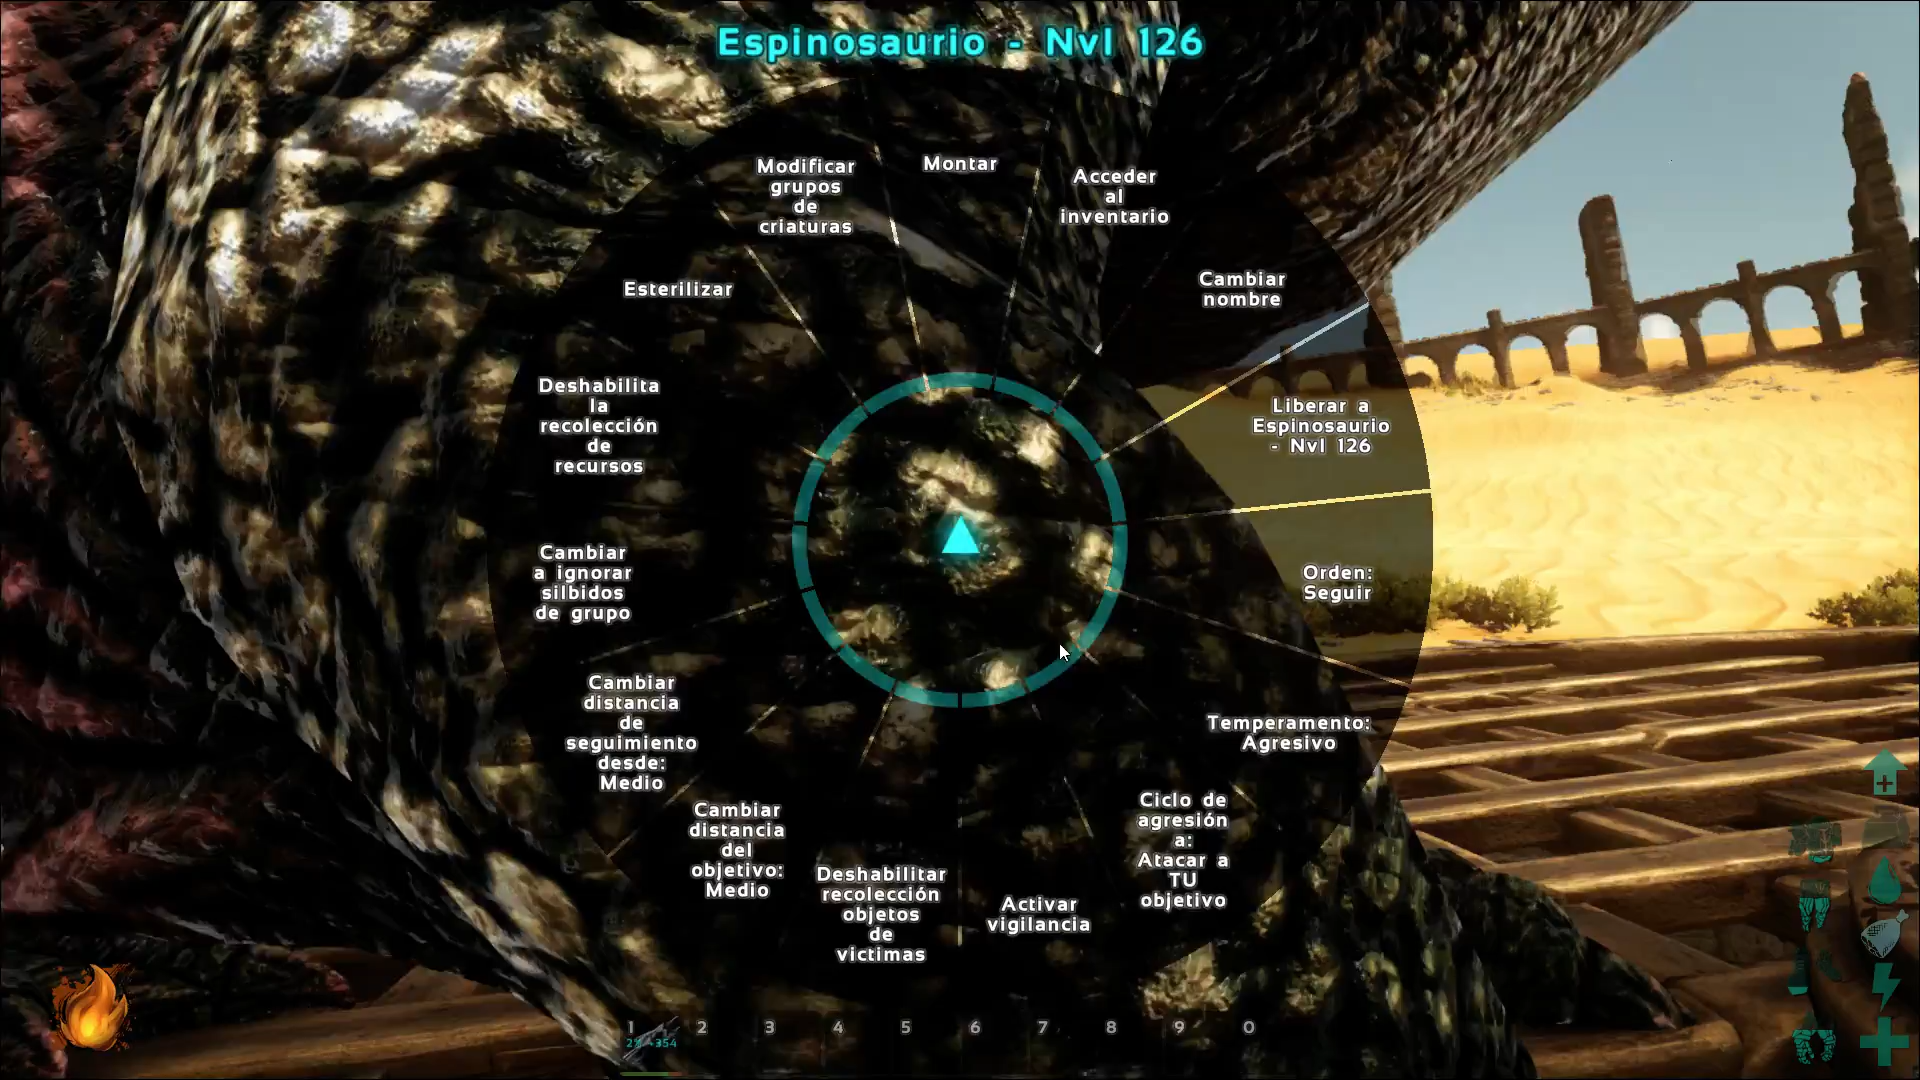 Espinosaurio - Nvl 126
Modificar
grupos
de
criaturas
Montar
Acceder
al
inventario
Cambiar
nombre
Liberar a
Espinosaurio
- Nvl 126
Orden:
Seguir
Temperamento:
Agresivo
Ciclo de
agresión
a:
Atacar a
TU
objetivo
Activar
vigilancia
Deshabilitar
recolección
objetos
de
victimas
Cambiar
distancia
del
objetivo:
Medio
Cambiar
distancia
de
seguimiento
desde:
Medio
Cambiar
a ignorar
silbidos
de grupo
Deshabilita
la
recolección
de
recursos
Esterilizar
1 2 3 4 5 6 7 8 9 0